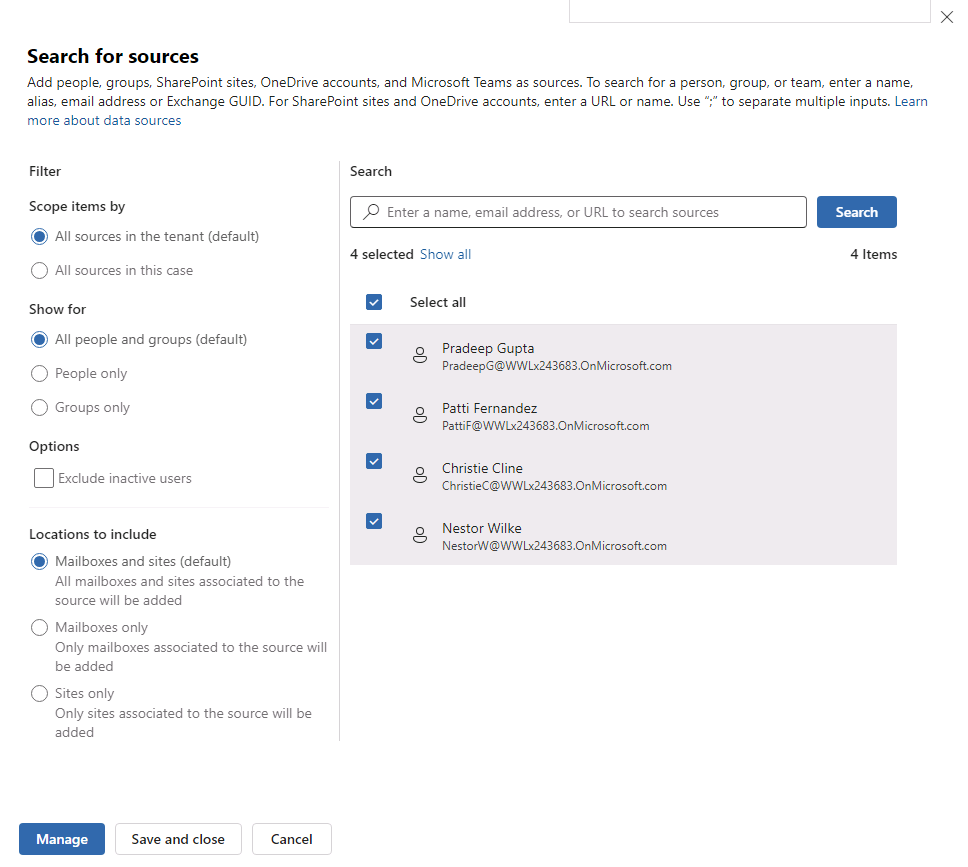 Search for sources
Add people, groups, SharePoint sites, OneDrive accounts, and Microsoft Teams as sources. To search for a person, group, or team, enter a name,
alias, email address or Exchange GUID. For SharePoint sites and OneDrive accounts, enter a URL or name. Use “;” to separate multiple inputs. Learn
more about data sources
Filter
Scope items by
All sources in the tenant (default)
All sources in this case
Show for
All people and groups (default)
People only
Groups only
Options
Exclude inactive users
Locations to include
Mailboxes and sites (default)
All mailboxes and sites associated to the
source will be added
Mailboxes only
Only mailboxes associated to the source will
be added
Sites only
Only sites associated to the source will be
added
Search
Enter a name, email address, or URL to search sources
Search
4 selected Show all
4 Items
Select all
Pradeep Gupta
PradeepG@WWLx243683.OnMicrosoft.com
Patti Fernandez
PattiF@WWLx243683.OnMicrosoft.com
Christie Cline
ChristieC@WWLx243683.OnMicrosoft.com
Nestor Wilke
NestorW@WWLx243683.OnMicrosoft.com
Manage
Save and close
Cancel